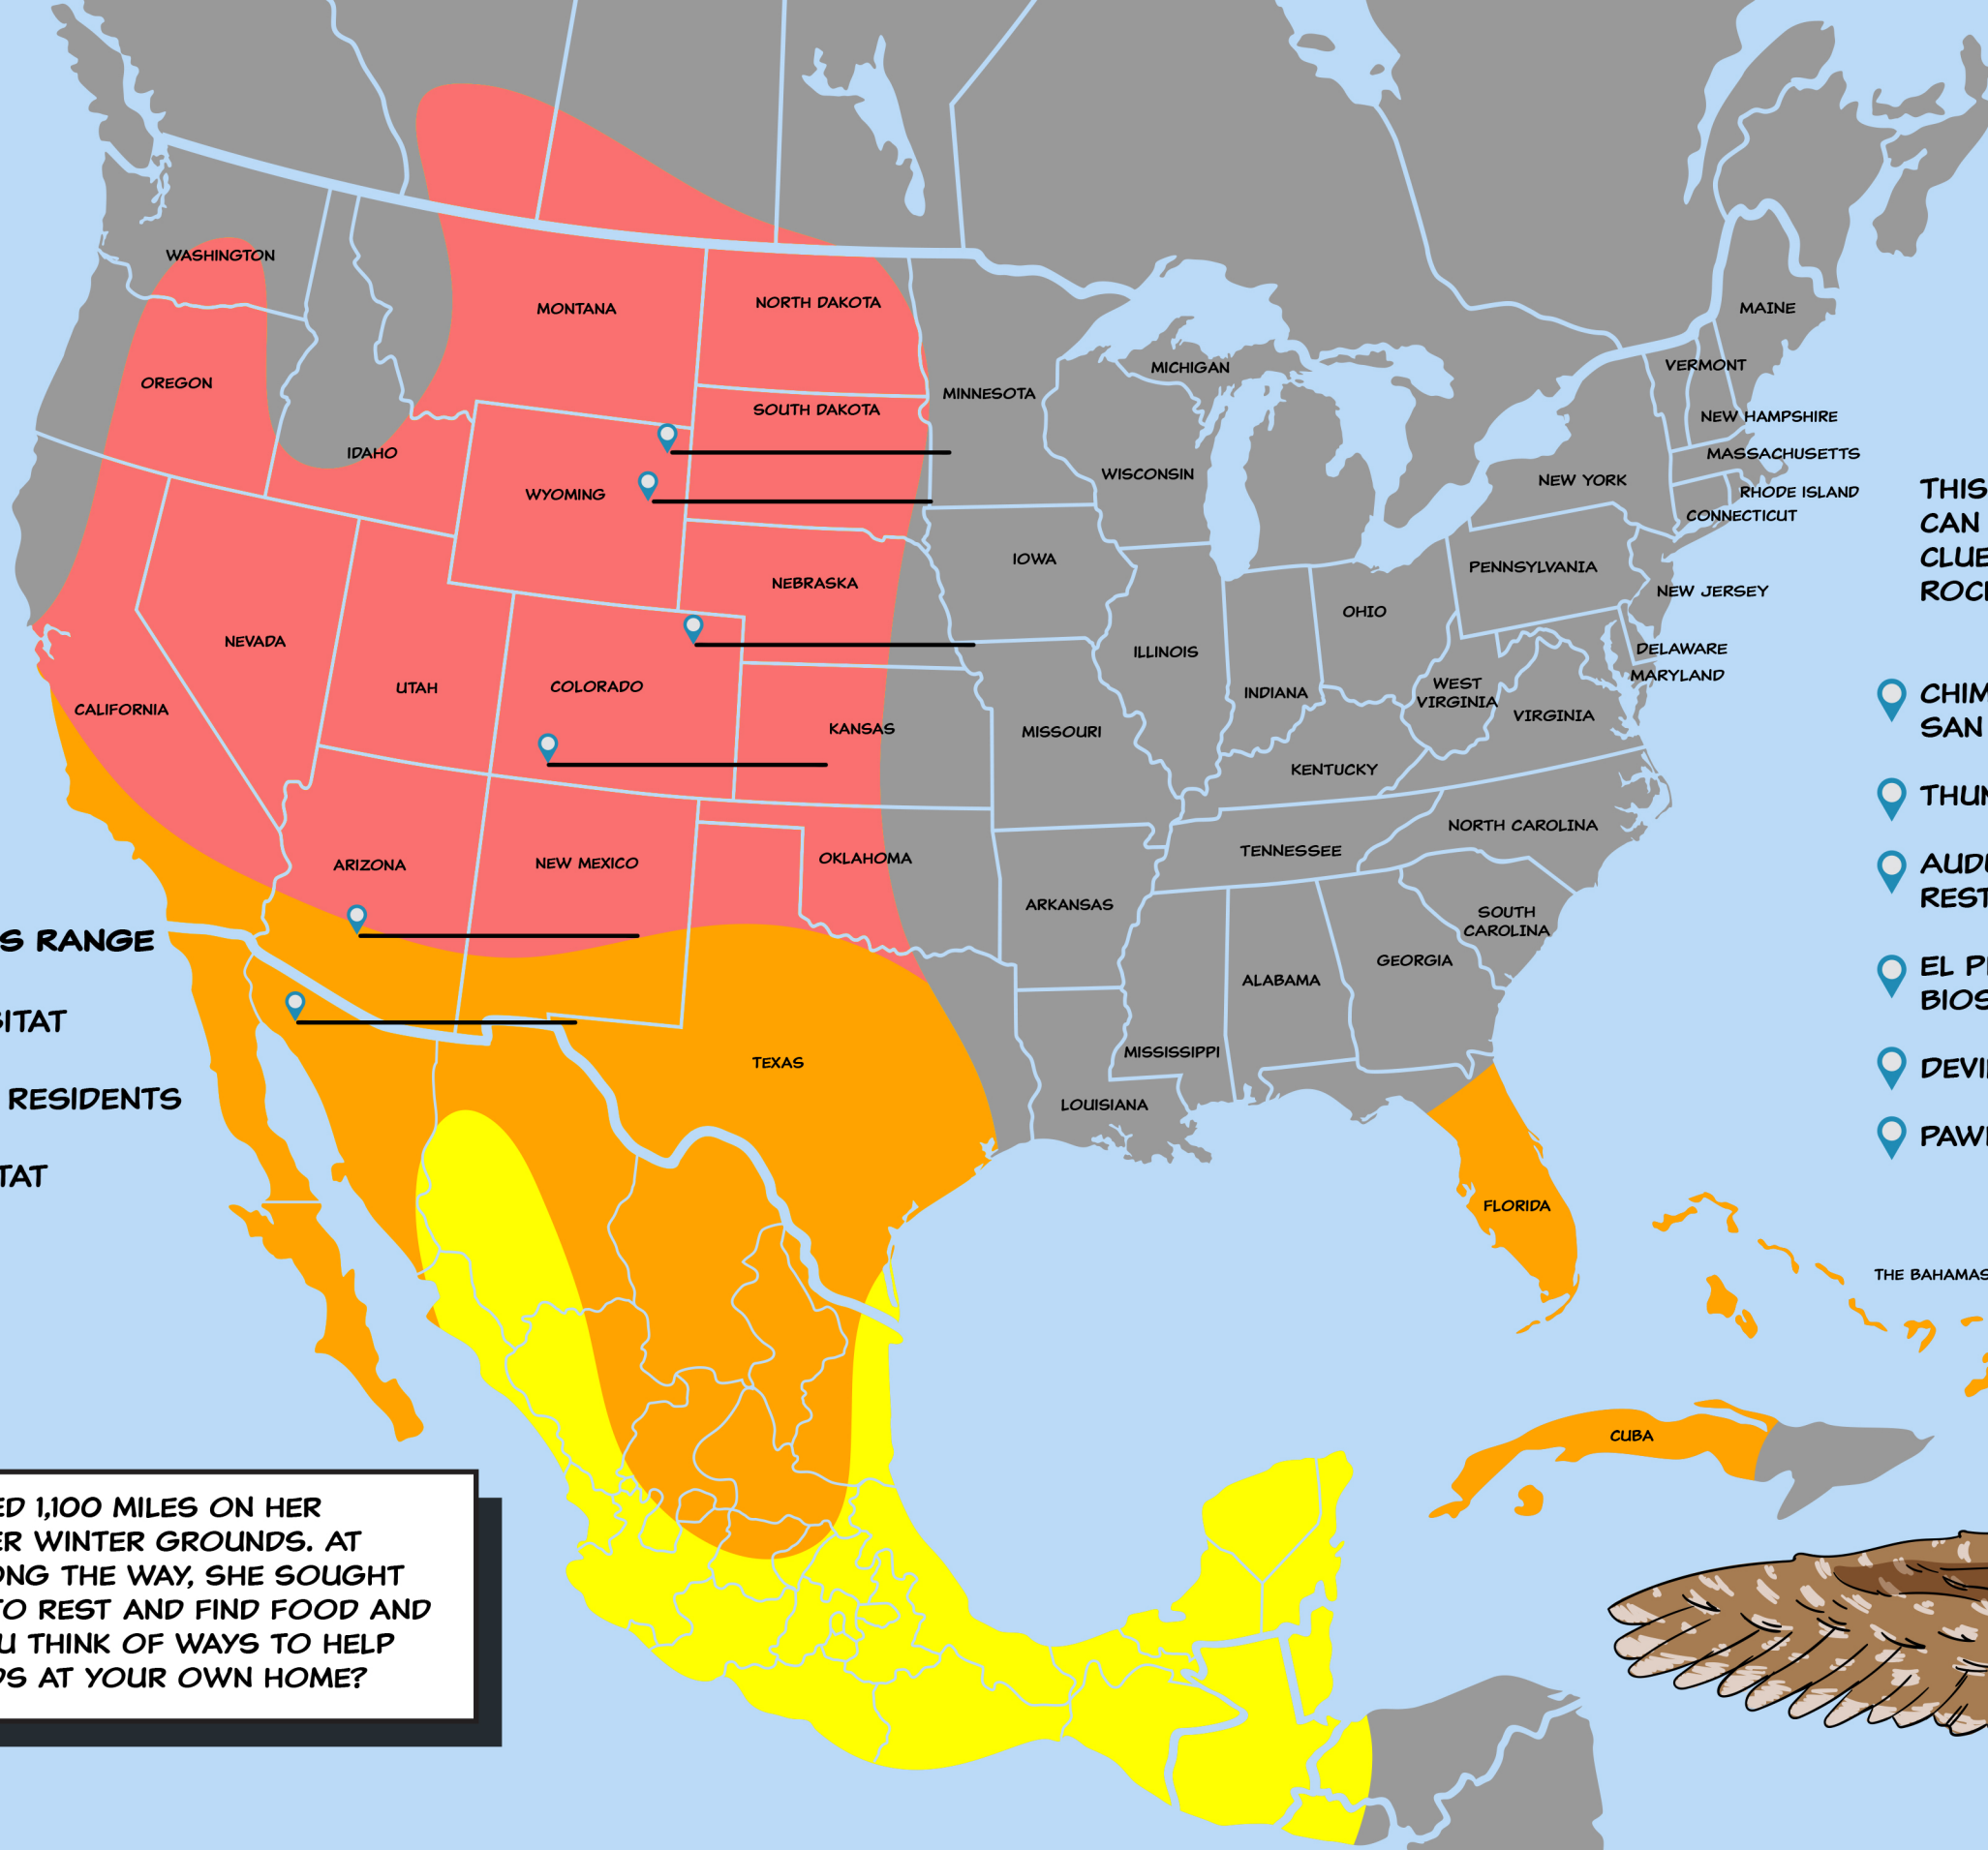 WASHINGTON
MONTANA
NORTH DAKOTA
MAINE
OREGON
SOUTH DAKOTA
MINNESOTA
MICHIGAN
VERMONT
NEW HAMPSHIRE
IDAHO
WYOMING
WISCONSIN
NEW YORK
MASSACHUSETTS
RHODE ISLAND
CONNECTICUT
IOWA
NEBRASKA
PENNSYLVANIA
NEW JERSEY
OHIO
NEVADA
ILLINOIS
DELAWARE
MARYLAND
UTAH
COLORADO
INDIANA
WEST
VIRGINIA
VIRGINIA
CALIFORNIA
KANSAS
MISSOURI
KENTUCKY
NORTH CAROLINA
TENNESSEE
ARIZONA
NEW MEXICO
OKLAHOMA
ARKANSAS
SOUTH
CAROLINA
GEORGIA
ALABAMA
MISSISSIPPI
TEXAS
LOUISIANA
FLORIDA
THE BAHAMAS
CUBA
THIS
CAN
CLUE
ROC
CHIM
SAN
THUN
AUDU
REST
EL P
BIOS
DEVI
PAW
S RANGE
ITAT
RESIDENTS
TAT
ED 1,100 MILES ON HER
ER WINTER GROUNDS. AT
ONG THE WAY, SHE SOUGHT
TO REST AND FIND FOOD AND
U THINK OF WAYS TO HELP
DS AT YOUR OWN HOME?